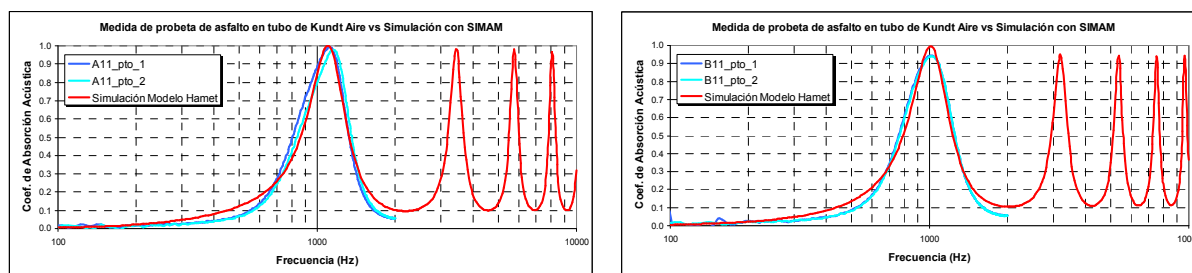 Medida de probeta de asfalto en tubo de Kundt Aire vs Simulación con SIMAM
Coef. de Absorción Acústica
1.0
0.9
0.8
0.7
0.6
0.5
0.4
0.3
0.2
0.1
0.0
A11_pto_1
A11_pto_2
Simulación Modelo Hamet
100
1000
10000
Frecuencia (Hz)
Medida de probeta de asfalto en tubo de Kundt Aire vs Simulación con SIMAM
Coef. de Absorción Acústica
1.0
0.9
0.8
0.7
0.6
0.5
0.4
0.3
0.2
0.1
0.0
B11_pto_1
B11_pto_2
Simulación Modelo Hamet
100
1000
100
Frecuencia (Hz)